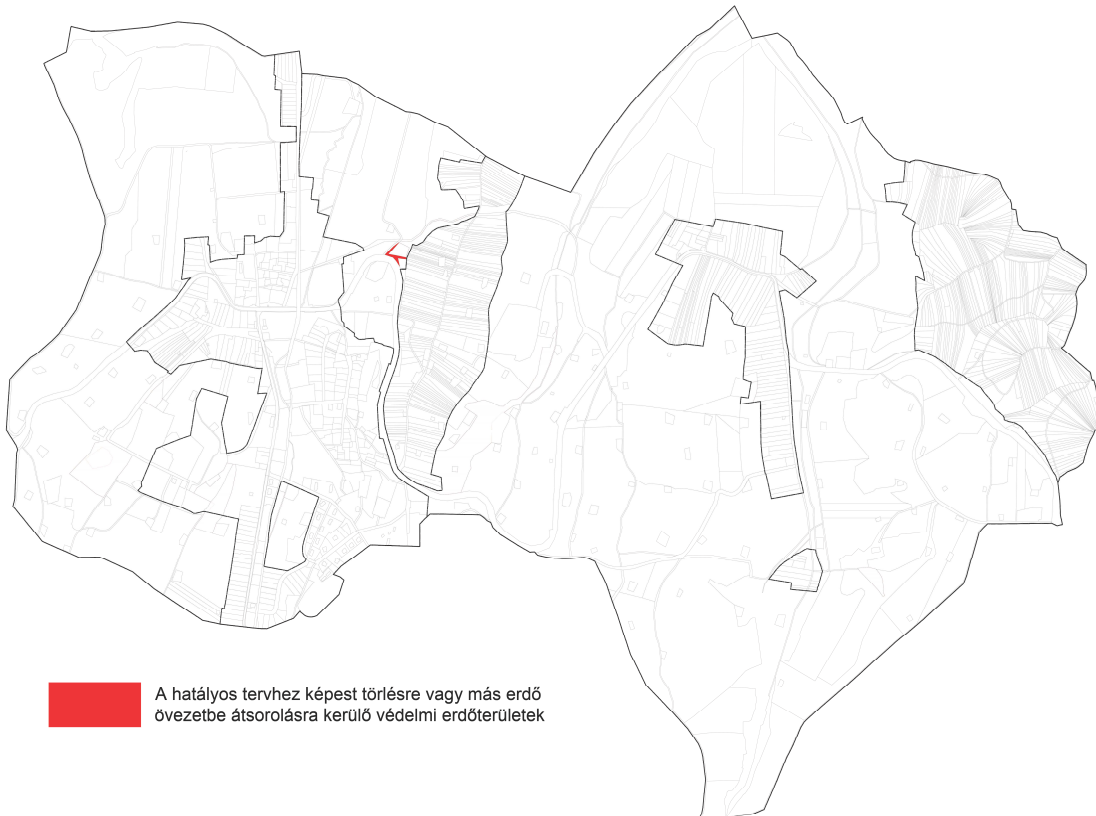 A hatályos tervhez képest törlésre vagy más erdő
övezetbe átsorolásra kerülő védelmi erdőterületek